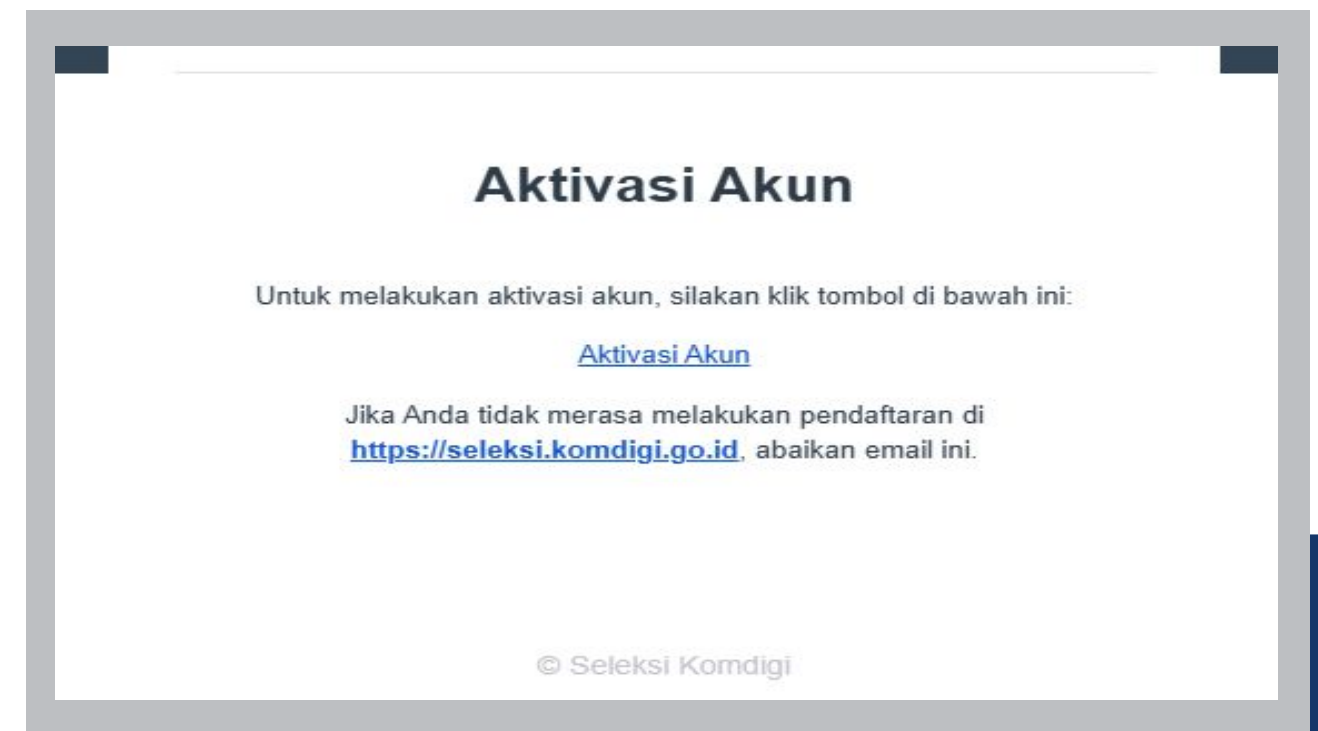 Aktivasi Akun
Untuk melakukan aktivasi akun, silakan klik tombol di bawah ini:
Aktivasi Akun
Jika Anda tidak merasa melakukan pendaftaran di
https://seleksi.komdigi.go.id, abaikan email ini.
© Seleksi Komdigi